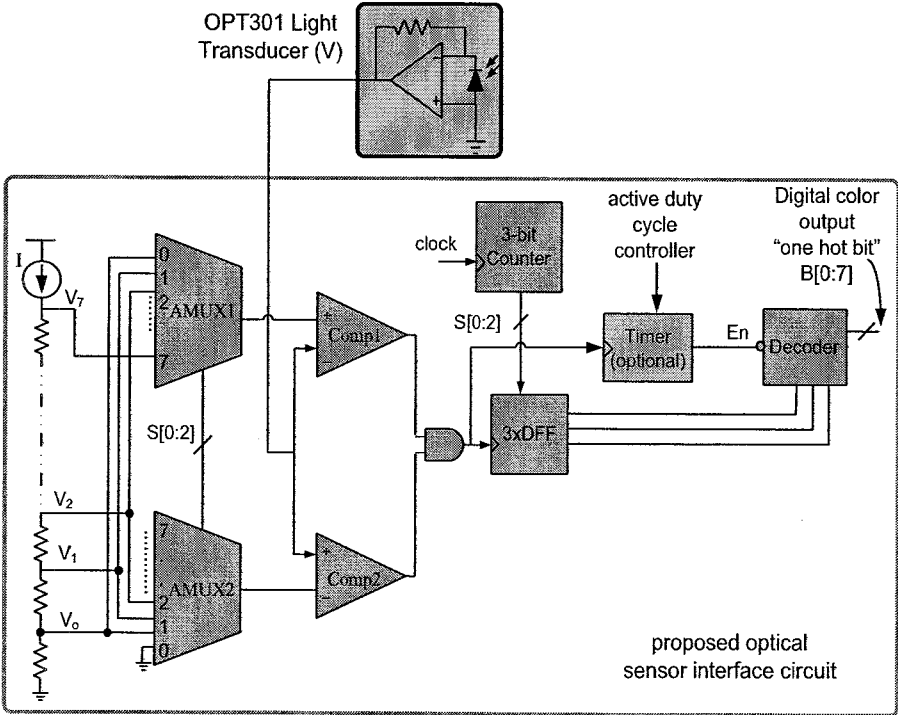 OPT301 Light
Transducer (V)
−
+
active duty
cycle
controller
Digital color
output
“one hot bit”
B[0:7]
clock
3-bit
Counter
I
V7
0
1
2
7
AMUX1
+
−
Comp1
S[0:2]
S[0:2]
Timer
(optional)
En
Decoder
3xDFF
V2
V1
Vo
7
2
1
0
AMUX2
+
−
Comp2
proposed optical
sensor interface circuit